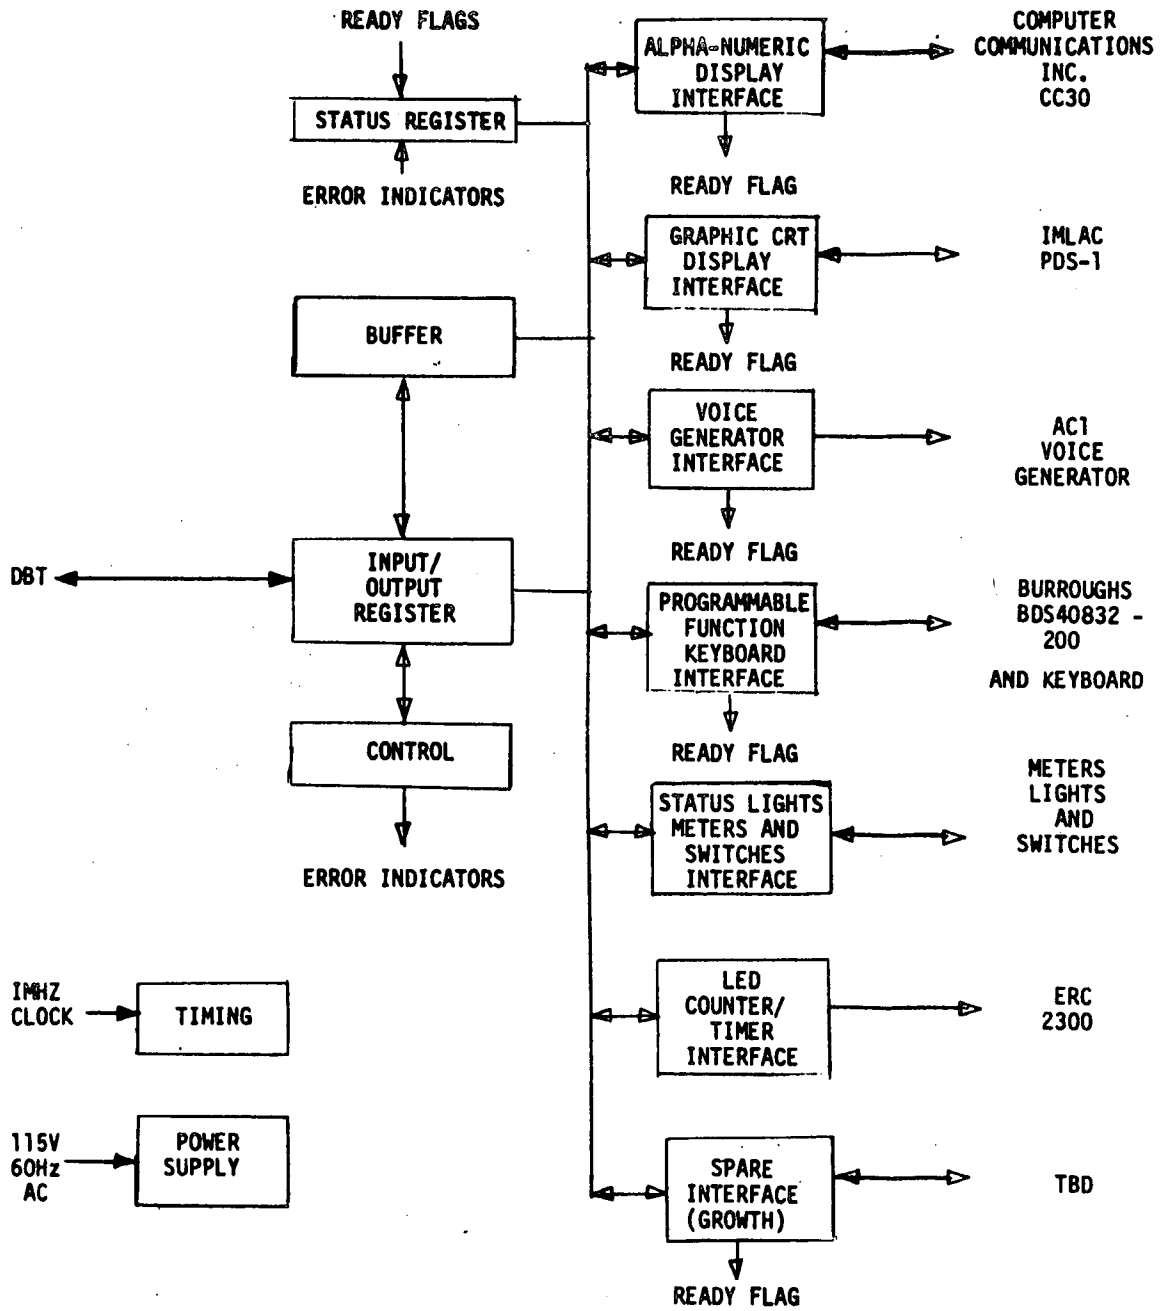 READY FLAGS
STATUS REGISTER
ERROR INDICATORS
BUFFER
DBT
INPUT/
OUTPUT
REGISTER
CONTROL
ERROR INDICATORS
1MHZ
CLOCK
TIMING
115V
60Hz
AC
POWER
SUPPLY
ALPHA-NUMERIC
DISPLAY
INTERFACE
READY FLAG
COMPUTER
COMMUNICATIONS
INC.
CC30
GRAPHIC CRT
DISPLAY
INTERFACE
READY FLAG
IMLAC
PDS-1
VOICE
GENERATOR
INTERFACE
READY FLAG
AC1
VOICE
GENERATOR
PROGRAMMABLE
FUNCTION
KEYBOARD
INTERFACE
READY FLAG
BURROUGHS
BDS40832 -
200
AND KEYBOARD
STATUS LIGHTS
METERS AND
SWITCHES
INTERFACE
METERS
LIGHTS
AND
SWITCHES
LED
COUNTER/
TIMER
INTERFACE
ERC
2300
SPARE
INTERFACE
(GROWTH)
READY FLAG
TBD